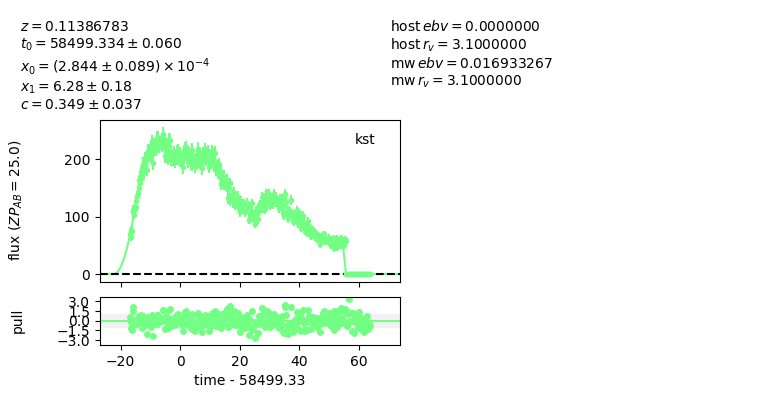 z = 0.11386783
t₀ = 58499.334 ± 0.060
x₀ = (2.844 ± 0.089) × 10⁻⁴
x₁ = 6.28 ± 0.18
c = 0.349 ± 0.037
host ebv = 0.0000000
host r_v = 3.1000000
mw ebv = 0.016933267
mw r_v = 3.1000000
kst
flux (ZP_AB = 25.0)
200
100
0
pull
3.0
1.5
0.0
−1.5
−3.0
−20 0 20 40 60
time - 58499.33